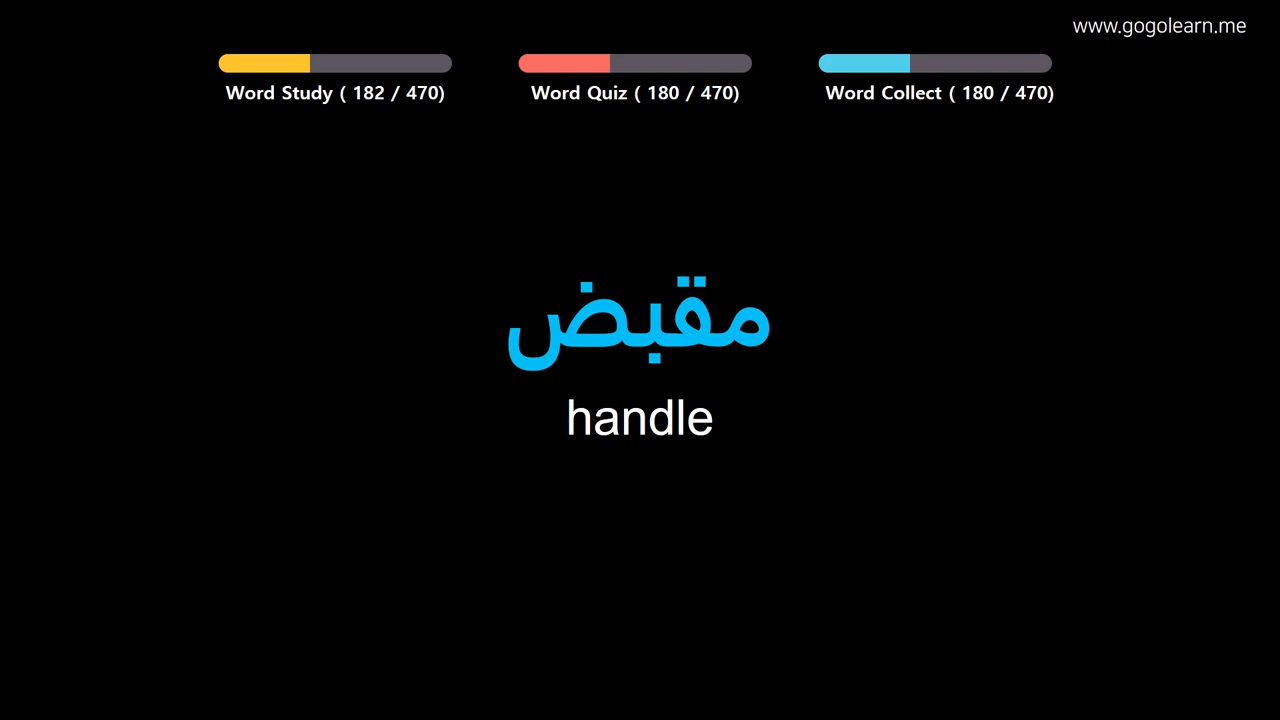 www.gogolearn.me
Word Study ( 182 / 470)
Word Quiz ( 180 / 470)
Word Collect ( 180 / 470)
مقبض
handle